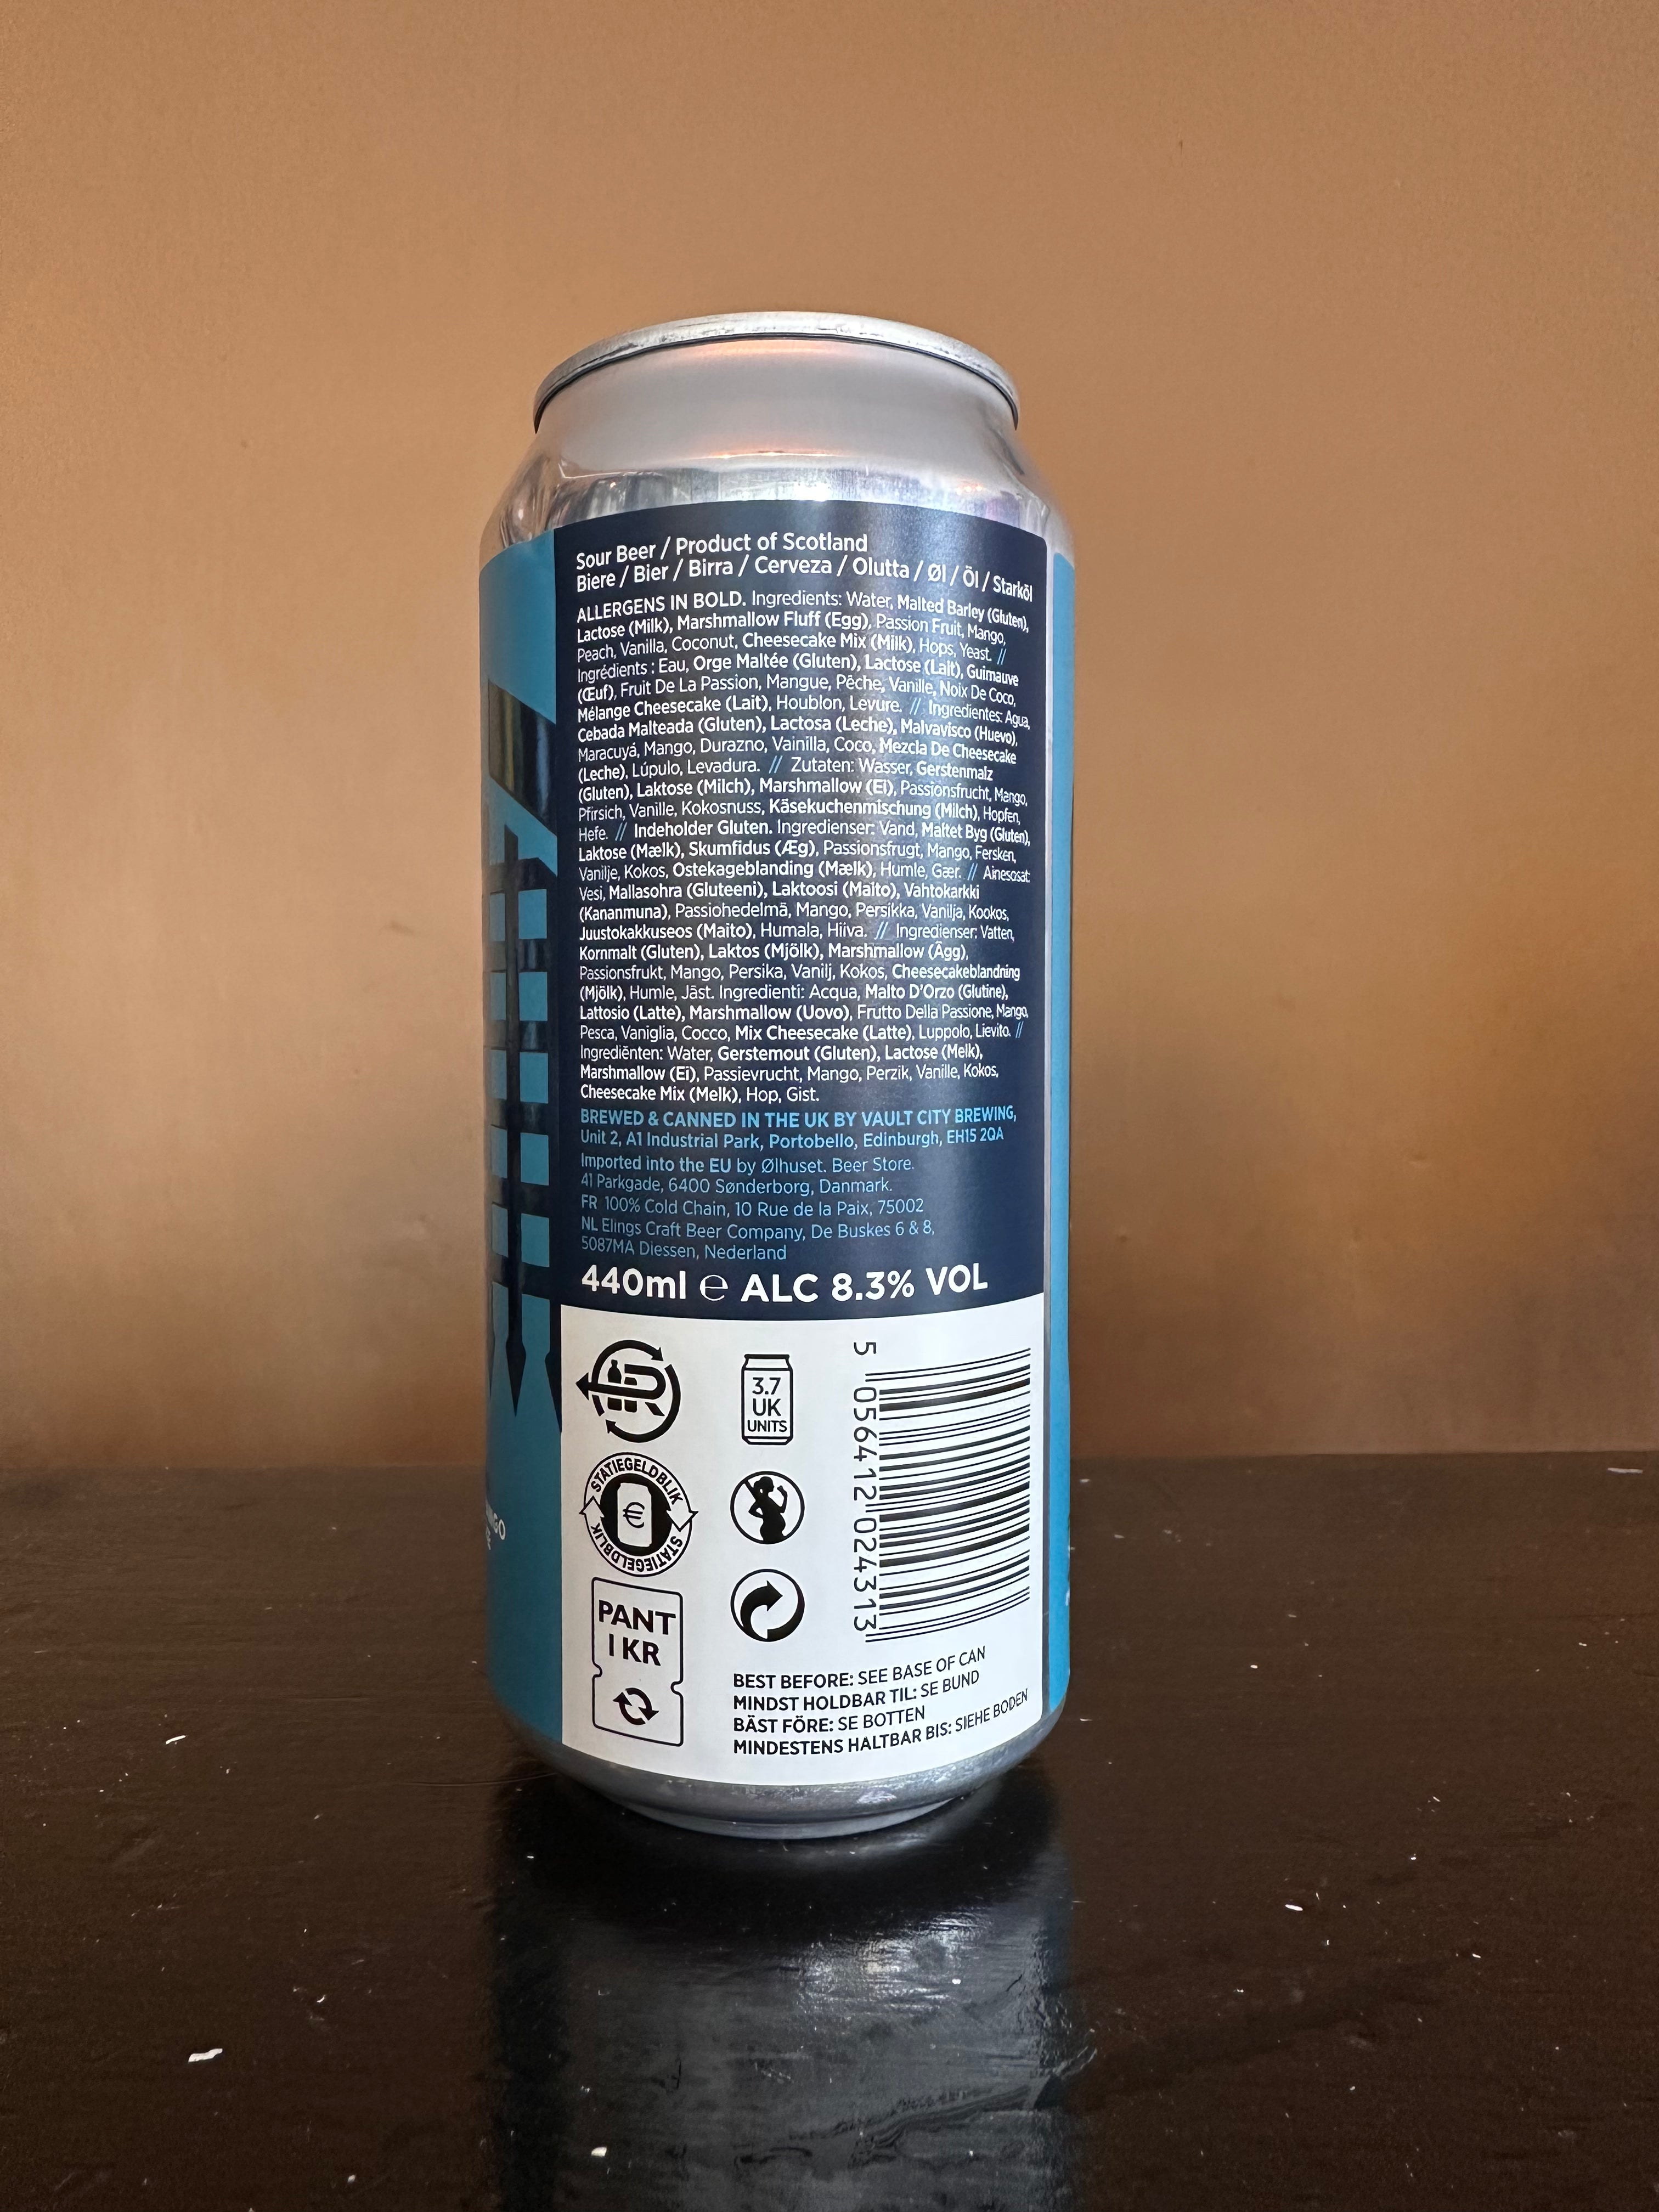 Sour Beer / Product of Scotland
Biere / Bier / Birra / Cerveza / Olutta / Øl / Öl / Starköl
ALLERGENS IN BOLD. Ingredients: Water, Malted Barley (Gluten),
Lactose (Milk), Marshmallow Fluff (Egg), Passion Fruit, Mango,
Peach, Vanilla, Coconut, Cheesecake Mix (Milk), Hops, Yeast. //
Ingrédients : Eau, Orge Maltée (Gluten), Lactose (Lait), Guimauve
(Œuf), Fruit De La Passion, Mangue, Pêche, Vanille, Noix De Coco,
Mélange Cheesecake (Lait), Houblon, Levure. // Ingredientes: Agua,
Cebada Malteada (Gluten), Lactosa (Leche), Malvavisco (Huevo),
Maracuyá, Mango, Durazno, Vainilla, Coco, Mezcla De Cheesecake
(Leche), Lúpulo, Levadura. // Zutaten: Wasser, Gerstenmalz
(Gluten), Laktose (Milch), Marshmallow (Ei), Passionsfrucht, Mango,
Pfirsich, Vanille, Kokosnuss, Käsekuchenmischung (Milch), Hopfen,
Hefe. // Indeholder Gluten. Ingredienser: Vand, Maltet Byg (Gluten),
Laktose (Mælk), Skumfidus (Æg), Passionsfrugt, Mango, Fersken,
Vanilje, Kokos, Ostekageblanding (Mælk), Humle, Gær. // Ainesosat:
Vesi, Mallasohra (Gluteeni), Laktoosi (Maito), Vahtokarkki
(Kananmuna), Passiohedelmä, Mango, Persikka, Vanilja, Kookos,
Juustokakkuseos (Maito), Humala, Hiiva. // Ingredienser: Vatten,
Kornmalt (Gluten), Laktos (Mjölk), Marshmallow (Ägg),
Passionsfrukt, Mango, Persika, Vanilj, Kokos, Cheesecakeblandning
(Mjölk), Humle, Jäst. Ingredienti: Acqua, Malto D'Orzo (Glutine),
Lattosio (Latte), Marshmallow (Uovo), Frutto Della Passione, Mango,
Pesca, Vaniglia, Cocco, Mix Cheesecake (Latte), Luppolo, Lievito. //
Ingrediënten: Water, Gerstemout (Gluten), Lactose (Melk),
Marshmallow (Ei), Passievrucht, Mango, Perzik, Vanille, Kokos,
Cheesecake Mix (Melk), Hop, Gist.
BREWED & CANNED IN THE UK BY VAULT CITY BREWING,
Unit 2, A1 Industrial Park, Portobello, Edinburgh, EH15 2QA
Imported into the EU by Ølhuset. Beer Store.
41 Parkgade, 6400 Sønderborg, Danmark.
FR 100% Cold Chain, 10 Rue de la Paix, 75002
NL Elings Craft Beer Company, De Buskes 6 & 8,
5087MA Diessen, Nederland
440ml ℮ ALC 8.3% VOL
3.7
UK
UNITS
STATIEGELDBLIK
€
STATIEGELDBLIK
PANT
1 KR
5 056412 024313
BEST BEFORE: SEE BASE OF CAN
MINDST HOLDBAR TIL: SE BUND
BÄST FÖRE: SE BOTTEN
MINDESTENS HALTBAR BIS: SIEHE BODEN